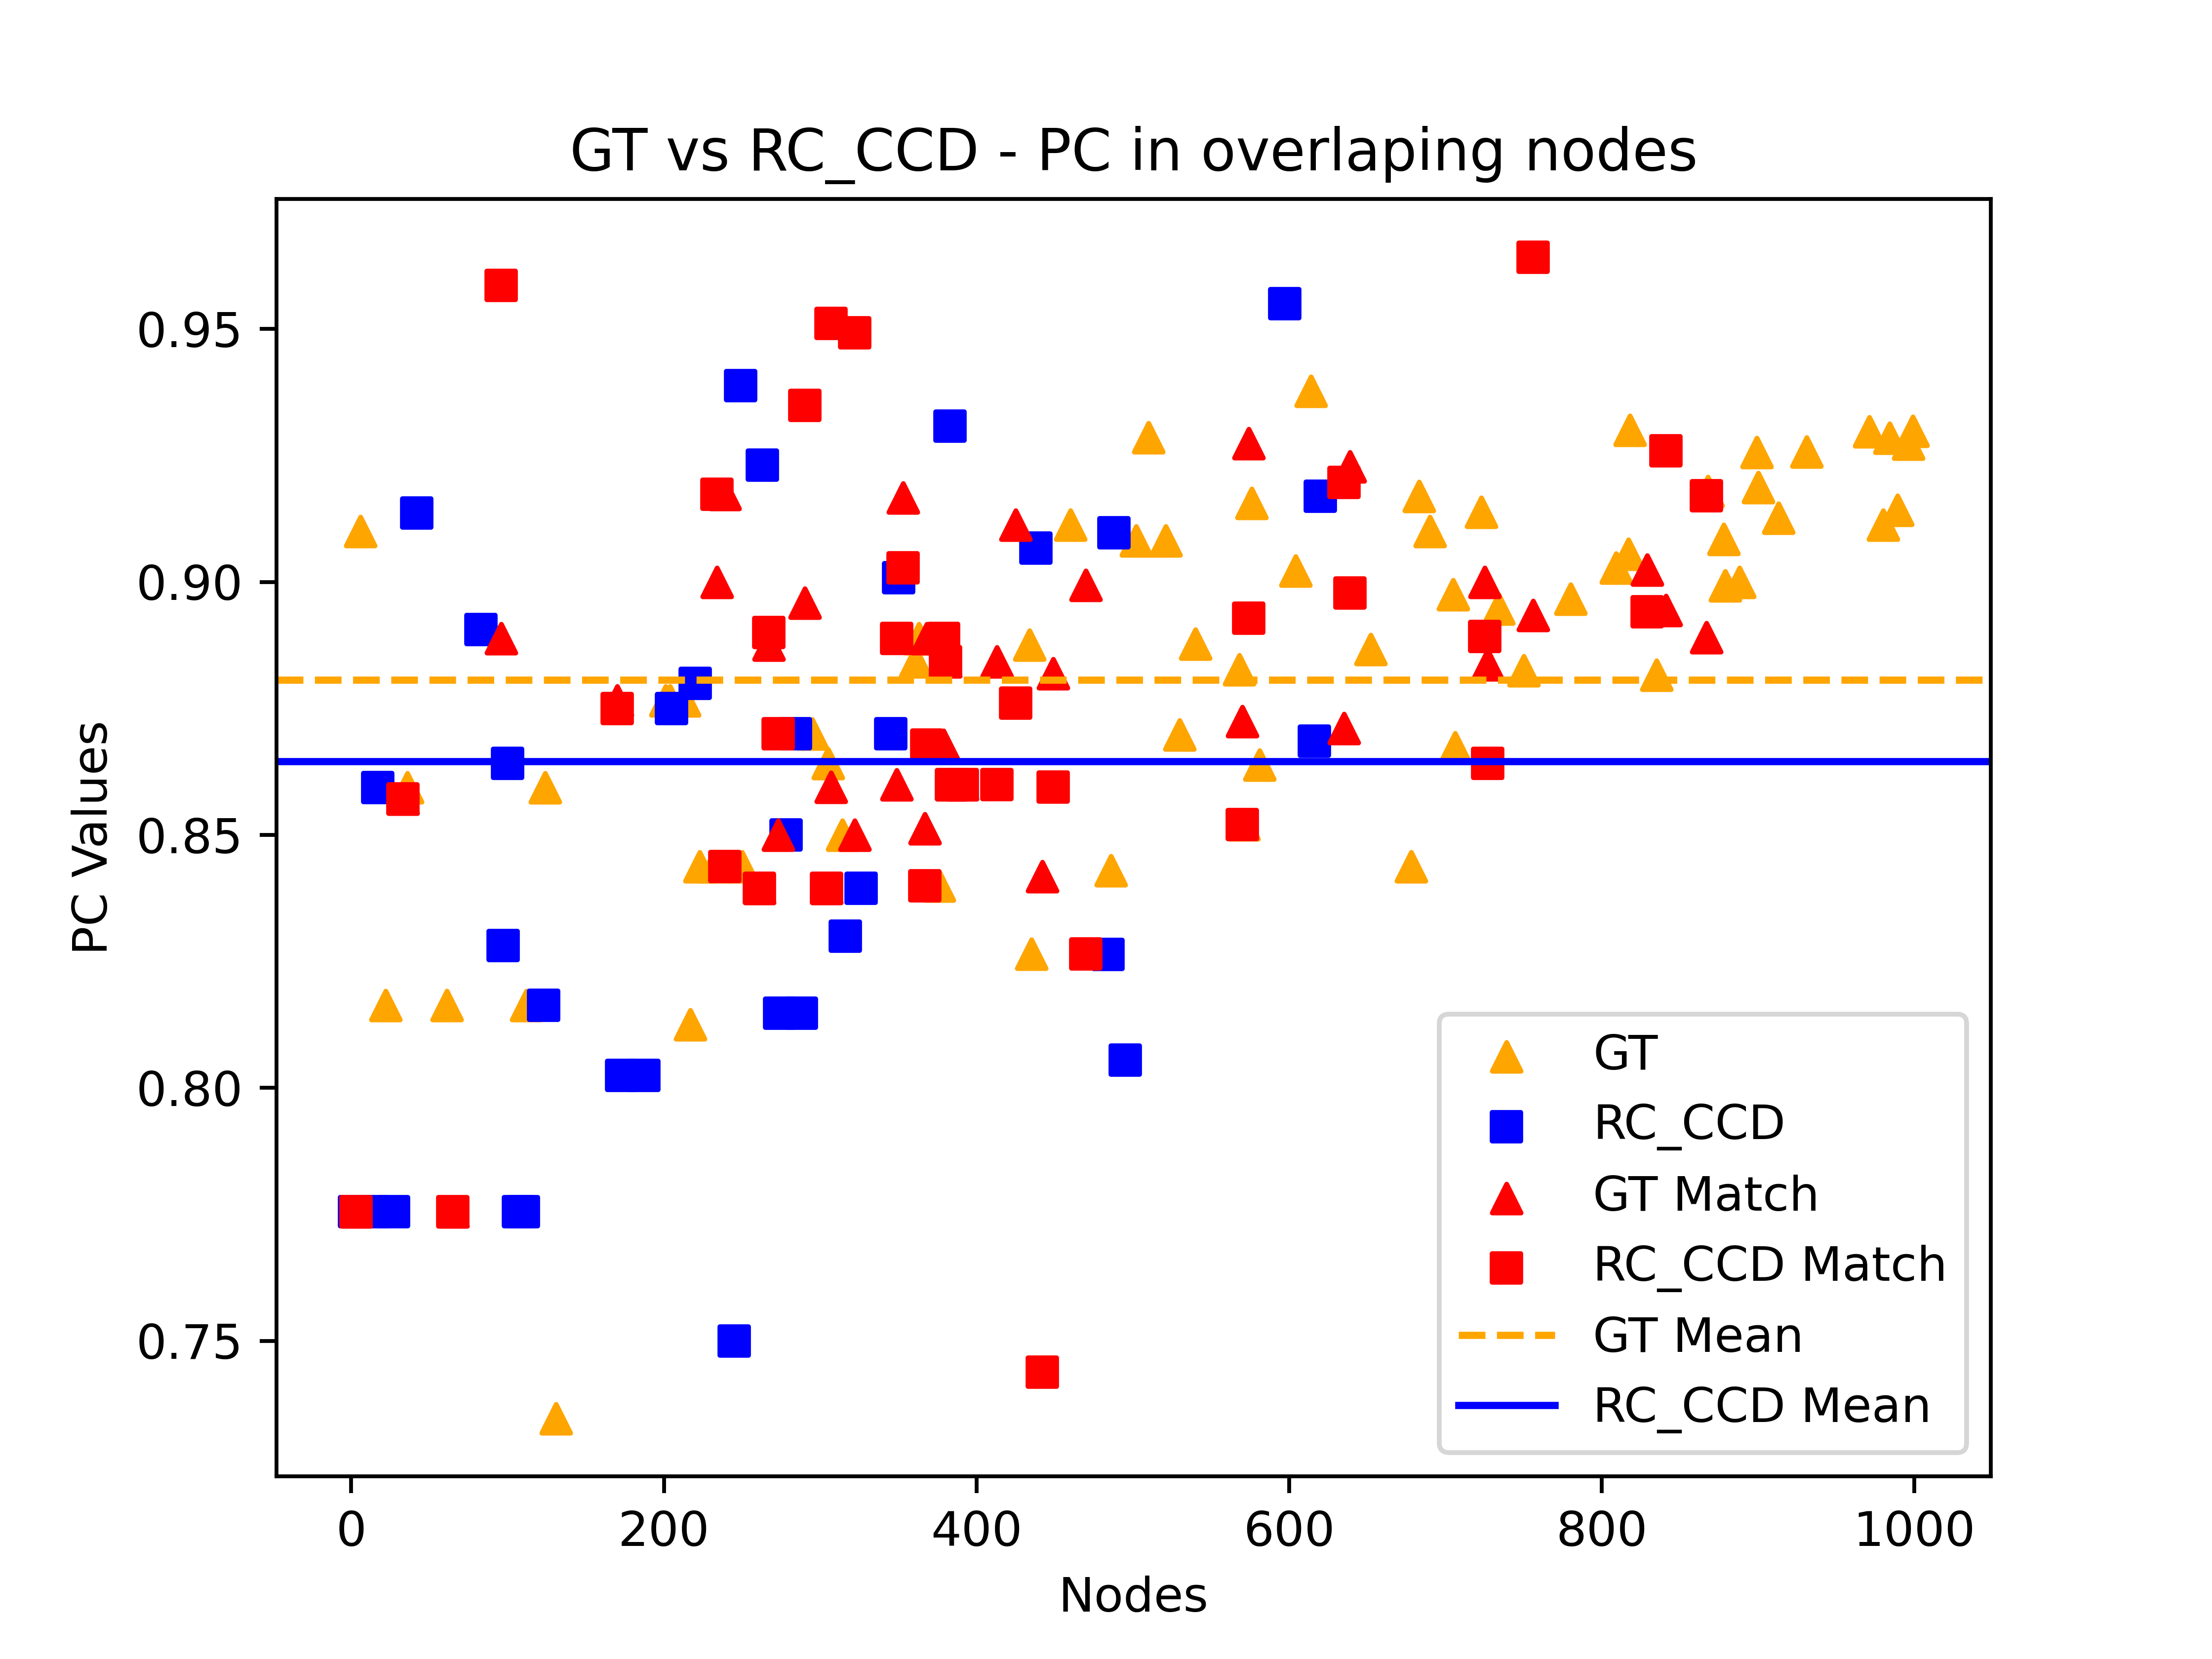 GT vs RC_CCD - PC in overlaping nodes
0.95
0.90
0.85
0.80
0.75
PC Values
GT
RC_CCD
GT Match
RC_CCD Match
GT Mean
RC_CCD Mean
0 200 400 600 800 1000
Nodes